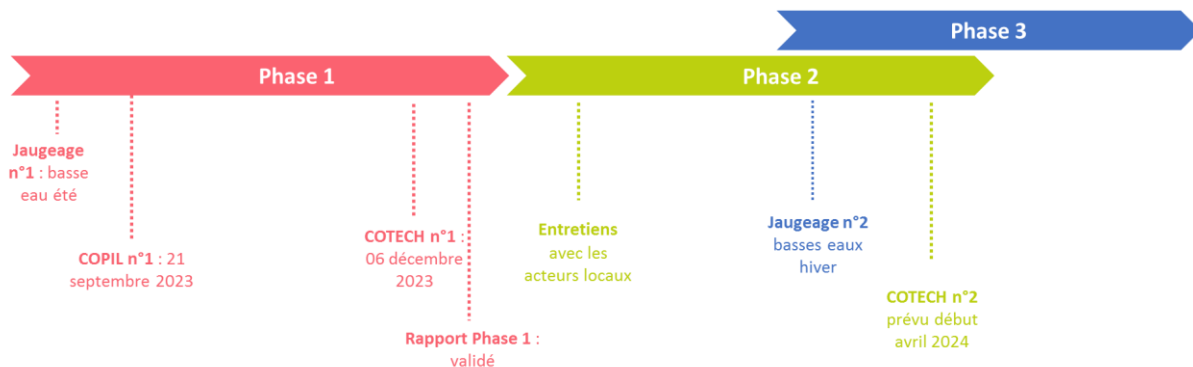 Phase 3
Phase 1
Phase 2
Jaugeage
n°1 : basse
eau été
COPIL n°1 : 21
septembre 2023
COTECH n°1 :
06 décembre
2023
Rapport Phase 1 :
validé
Entretiens
avec les
acteurs locaux
Jaugeage n°2
basses eaux
hiver
COTECH n°2
prévu début
avril 2024